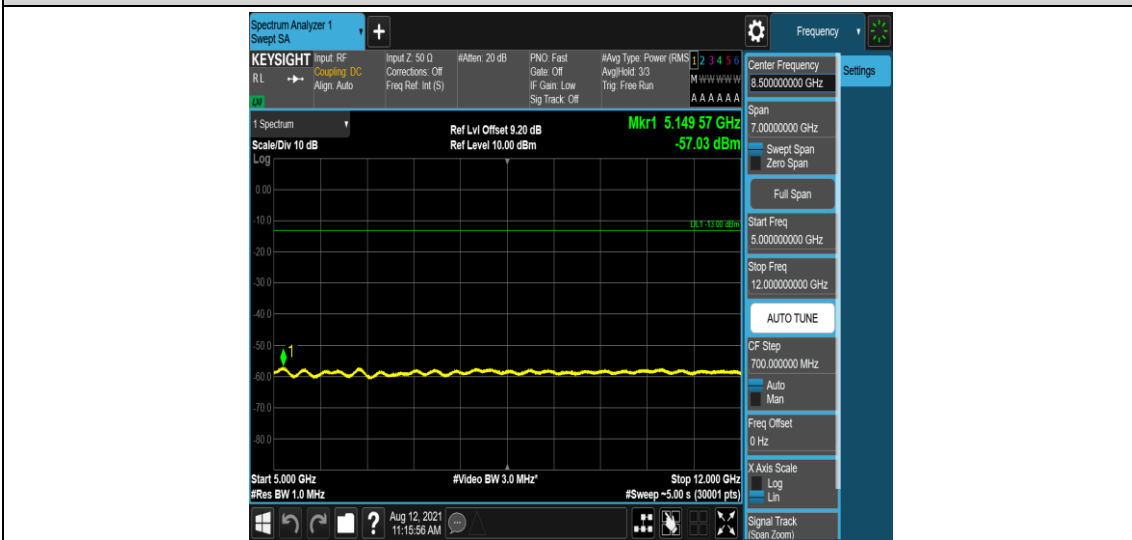 Spectrum Analyzer 1
Swept SA
+
Frequency
KEYSIGHT
RL
LXI
Input: RF
Coupling: DC
Align: Auto
Input Z: 50 Ω
Corrections: Off
Freq Ref: Int (S)
#Atten: 20 dB
PNO: Fast
Gate: Off
IF Gain: Low
Sig Track: Off
#Avg Type: Power (RMS
Avg|Hold: 3/3
Trig: Free Run
1 2 3 4 5 6
M W W W W W
A A A A A A
Center Frequency
8.500000000 GHz
Settings
1 Spectrum
Scale/Div 10 dB
Log
Ref Lvl Offset 9.20 dB
Ref Level 10.00 dBm
Mkr1 5.149 57 GHz
-57.03 dBm
0.00
-10.0
-20.0
-30.0
-40.0
-50.0
-60.0
-70.0
-80.0
DL1 -13.00 dBm
1
Start 5.000 GHz
#Res BW 1.0 MHz
#Video BW 3.0 MHz*
Stop 12.000 GHz
#Sweep ~5.00 s (30001 pts)
Span
7.00000000 GHz
Swept Span
Zero Span
Full Span
Start Freq
5.000000000 GHz
Stop Freq
12.000000000 GHz
AUTO TUNE
CF Step
700.000000 MHz
Auto
Man
Freq Offset
0 Hz
X Axis Scale
Log
Lin
Signal Track
(Span Zoom)
?
Aug 12, 2021
11:15:56 AM